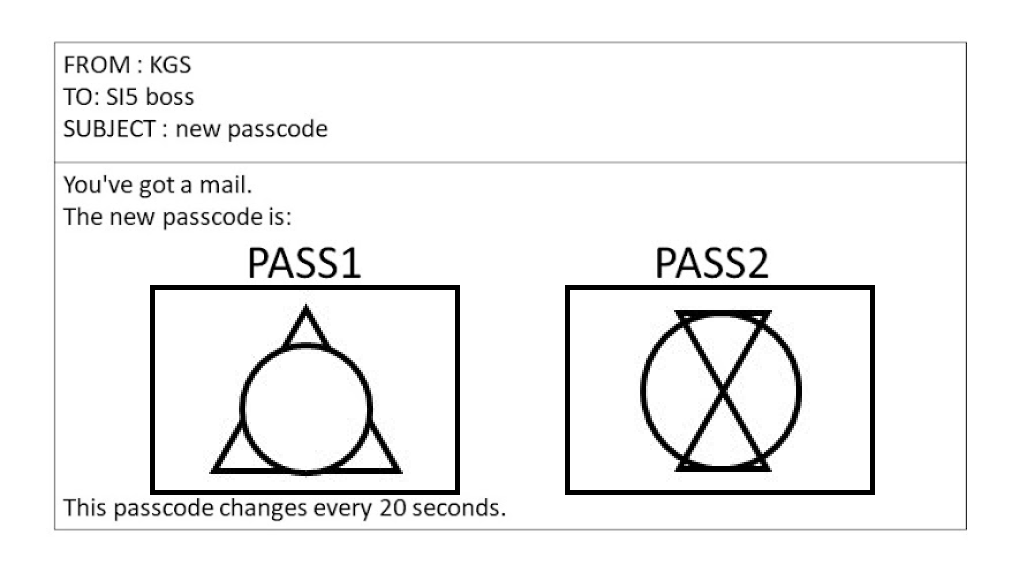 FROM : KGS
TO: SI5 boss
SUBJECT : new passcode
You've got a mail.
The new passcode is:
PASS1
PASS2
This passcode changes every 20 seconds.